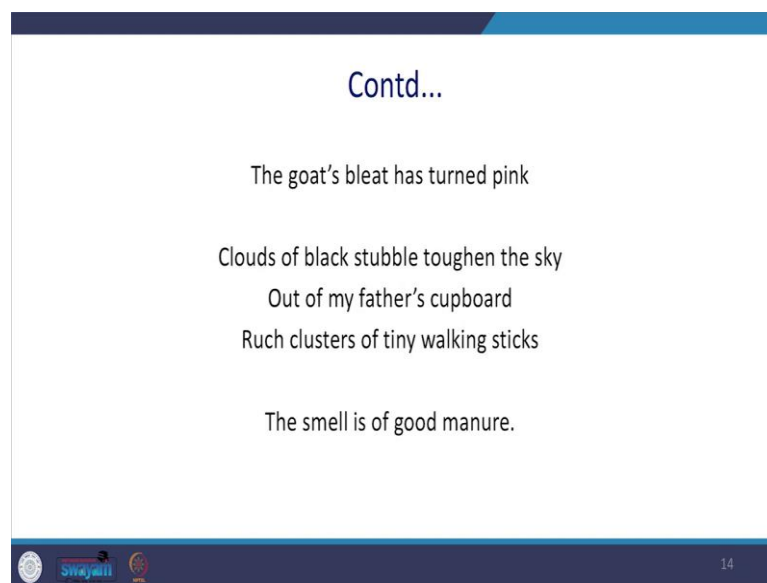 Contd...
The goat's bleat has turned pink
Clouds of black stubble toughen the sky
Out of my father's cupboard
Ruch clusters of tiny walking sticks
The smell is of good manure.
swayam
14